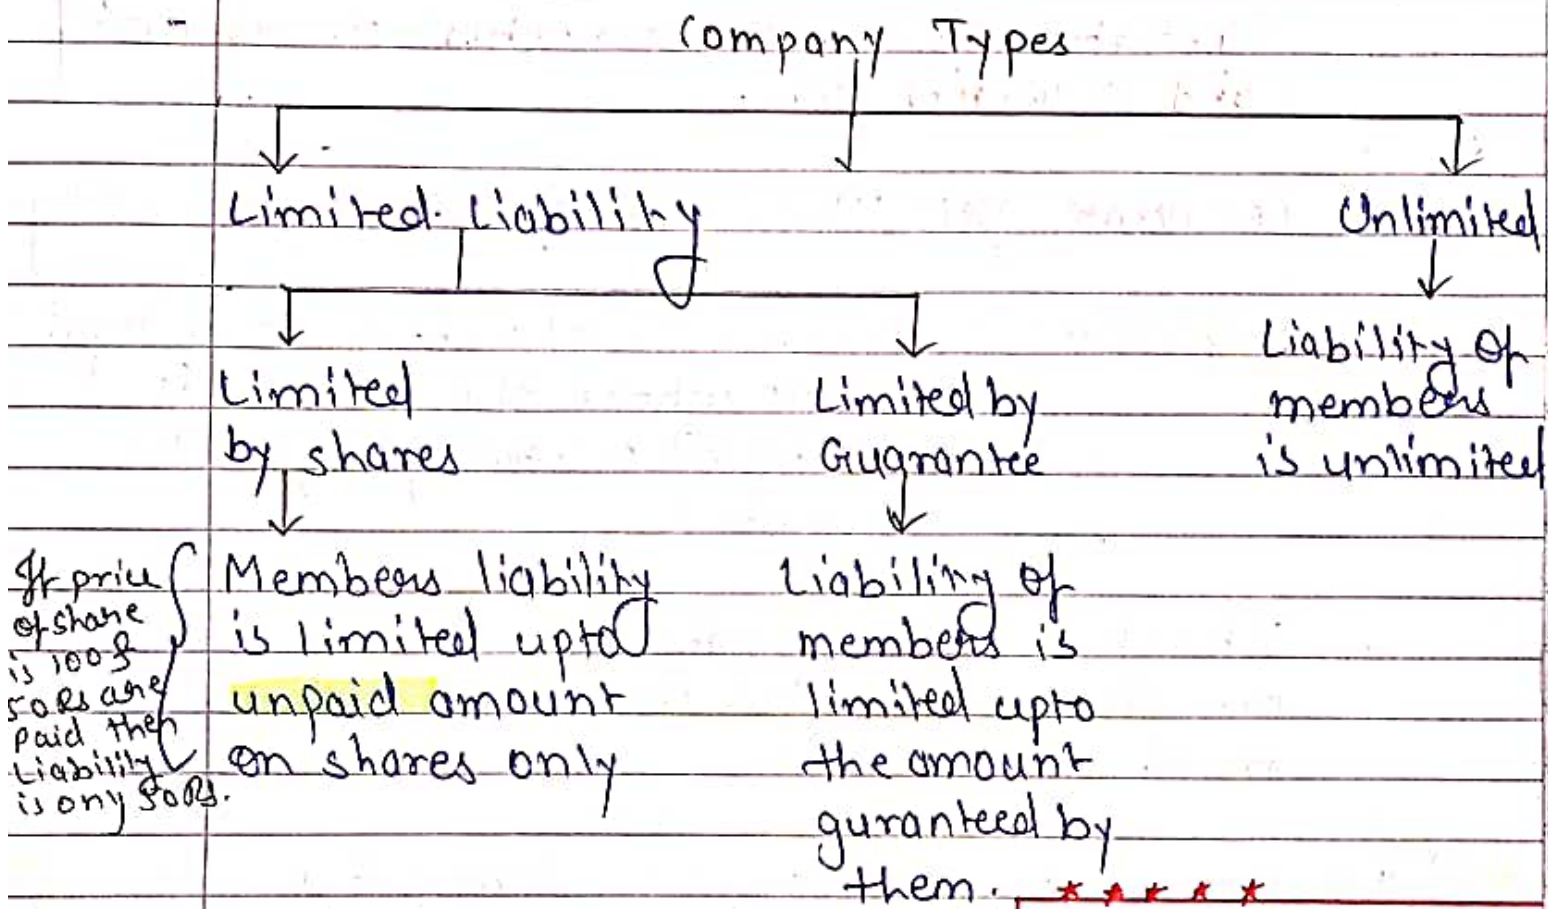 Company Types
Limited Liability
Unlimited
Limited
by shares
Limited by
Guarantee
Liability of
members
is unlimited
If price
of share
is 100 &
50Rs are
paid then
Liability
is ony 50Rs.
Members liability
is limited upto
unpaid amount
on shares only
Liability of
members is
limited upto
the amount
guranteed by
them.